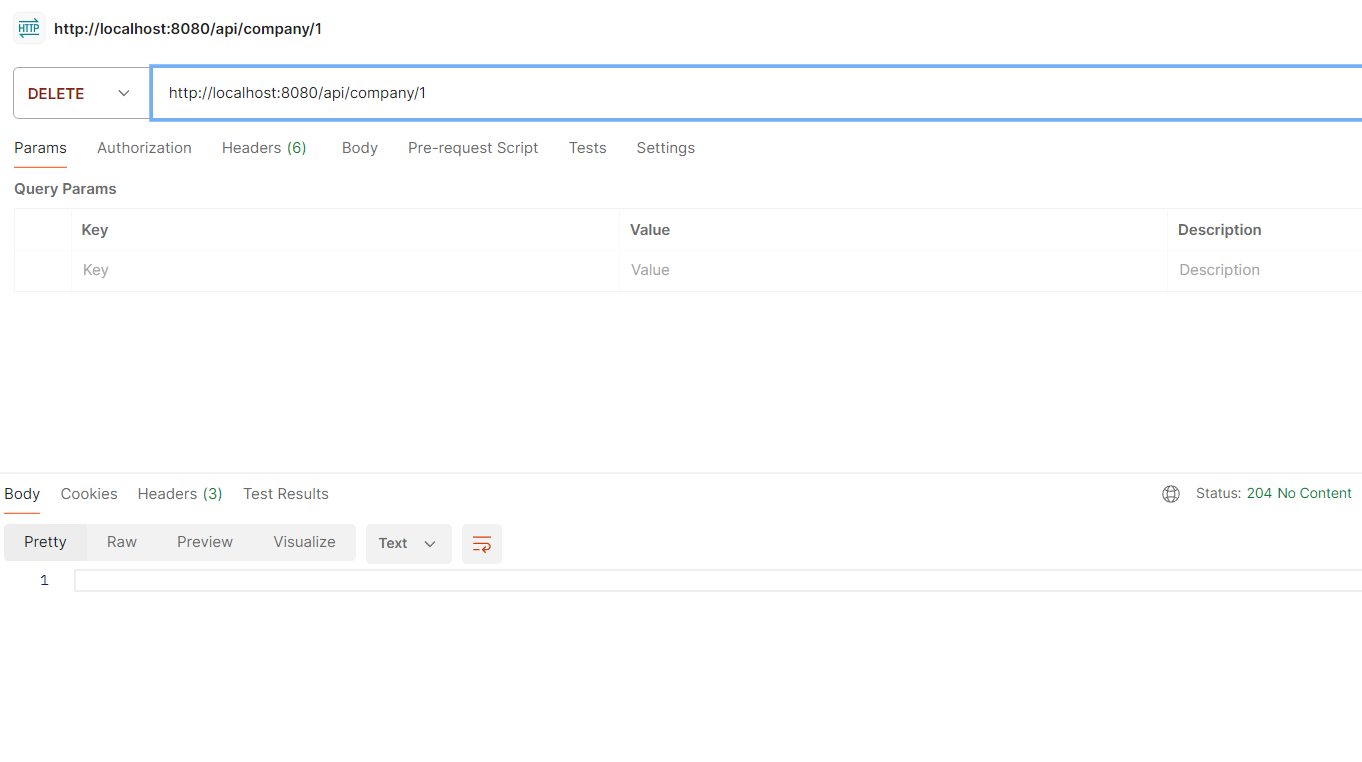 HTTP http://localhost:8080/api/company/1
DELETE http://localhost:8080/api/company/1
Params Authorization Headers (6) Body Pre-request Script Tests Settings
Query Params
Key Value Description
Key Value Description
Body Cookies Headers (3) Test Results Status: 204 No Content
Pretty Raw Preview Visualize Text
1